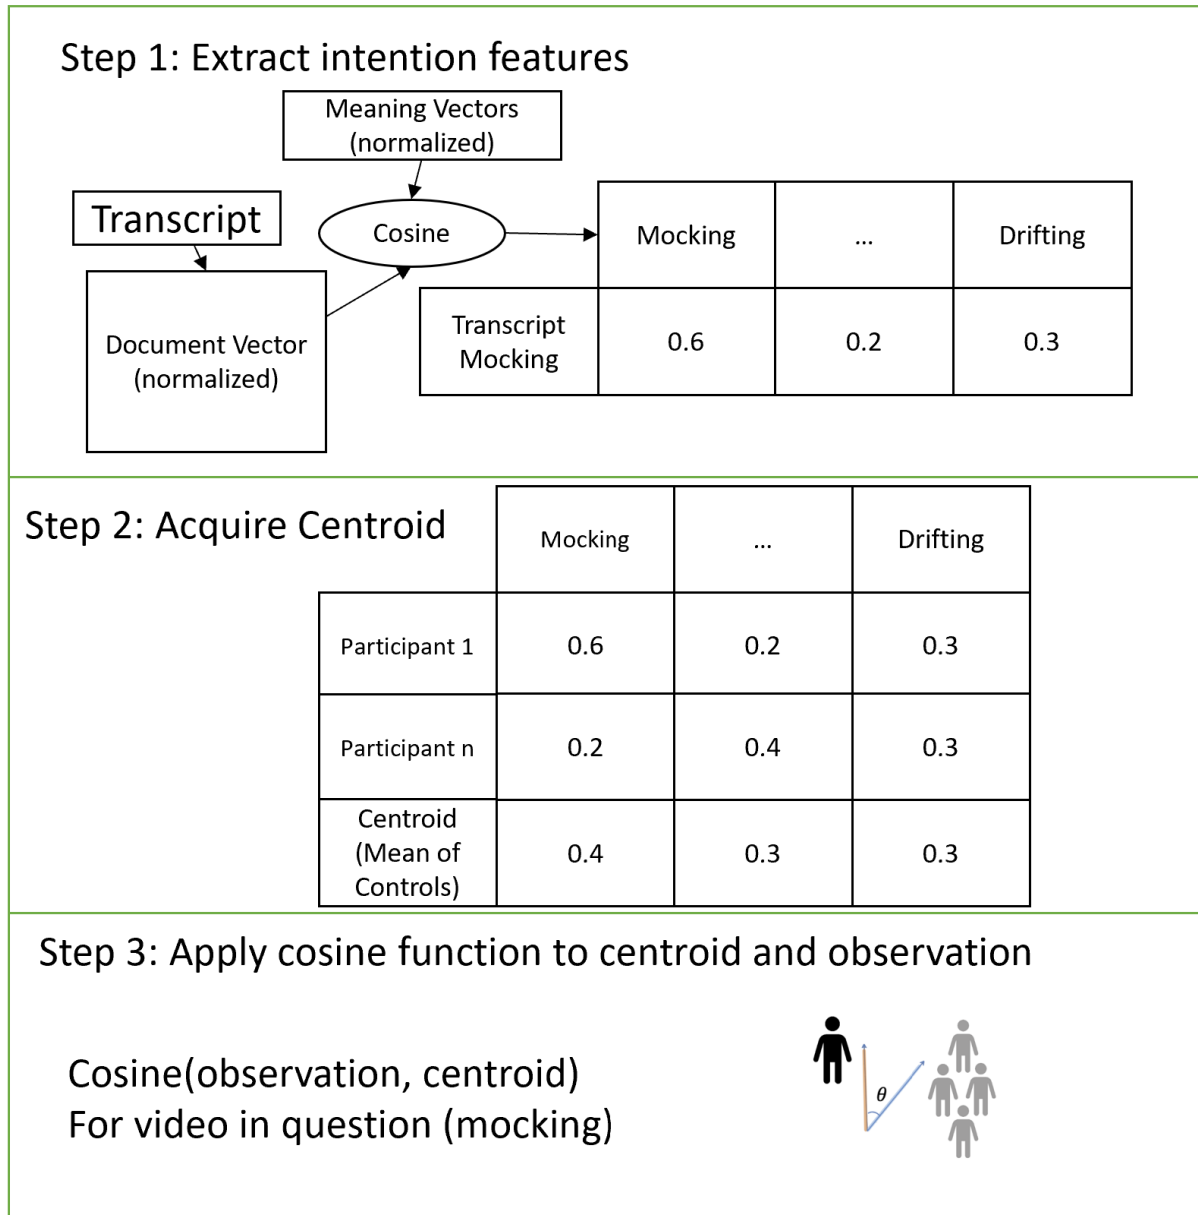 Step 1: Extract intention features
Meaning Vectors
(normalized)
Transcript
Cosine
Mocking
...
Drifting
Document Vector
(normalized)
Transcript
Mocking
0.6
0.2
0.3
Step 2: Acquire Centroid
Mocking
...
Drifting
Participant 1
0.6
0.2
0.3
Participant n
0.2
0.4
0.3
Centroid
(Mean of
Controls)
0.4
0.3
0.3
Step 3: Apply cosine function to centroid and observation
Cosine(observation, centroid)
For video in question (mocking)
θ